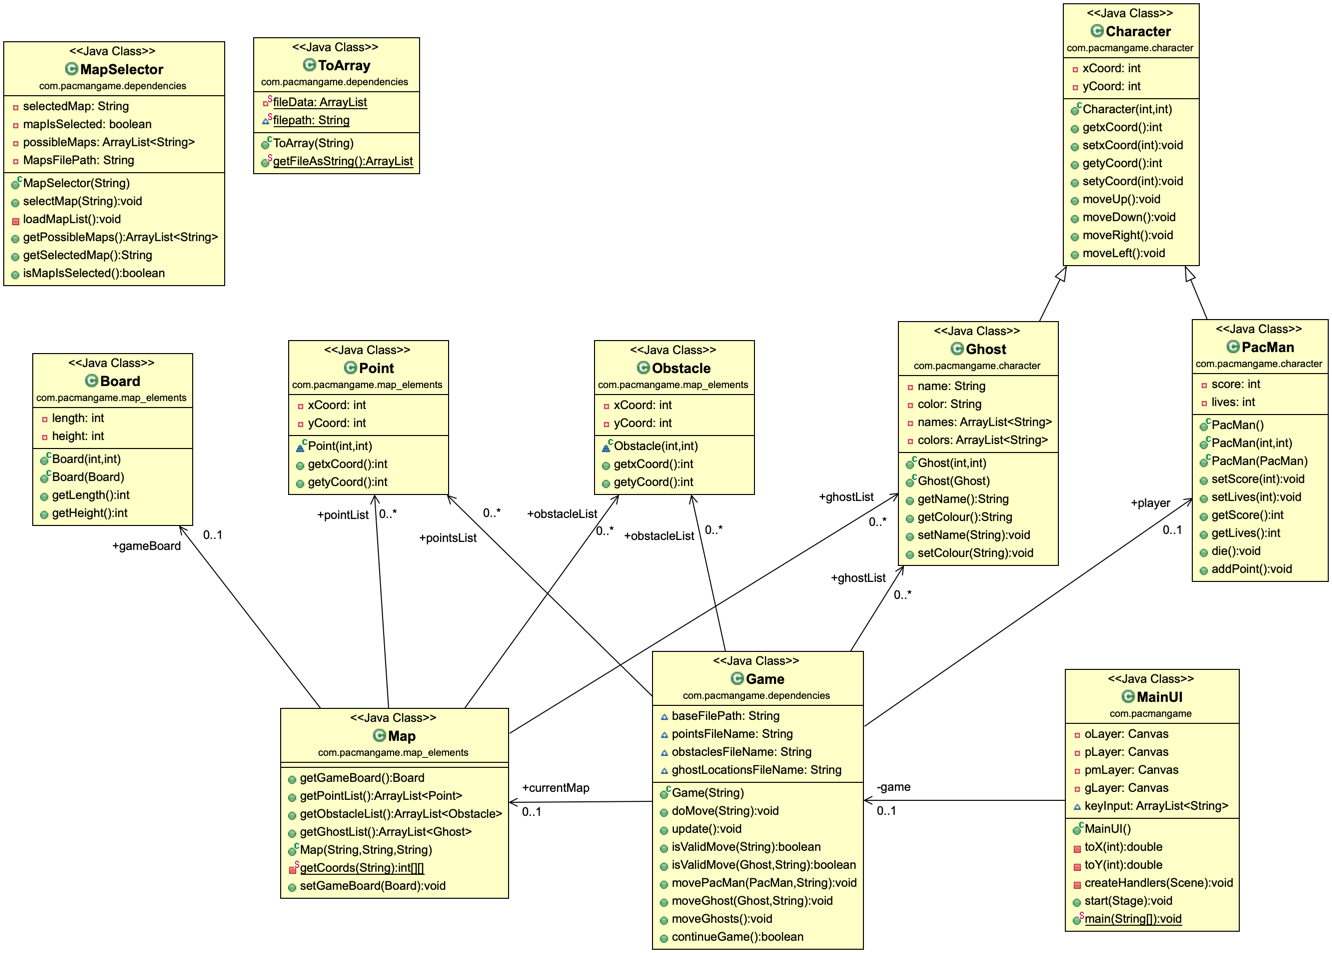 <<Java Class>>
MapSelector
com.pacmangame.dependencies
selectedMap: String
mapIsSelected: boolean
possibleMaps: ArrayList<String>
MapsFilePath: String
MapSelector(String)
selectMap(String):void
loadMapList():void
getPossibleMaps():ArrayList<String>
getSelectedMap():String
isMapIsSelected():boolean
<<Java Class>>
ToArray
com.pacmangame.dependencies
fileData: ArrayList
filepath: String
ToArray(String)
getFileAsString():ArrayList
<<Java Class>>
Character
com.pacmangame.character
xCoord: int
yCoord: int
Character(int,int)
getxCoord():int
setxCoord(int):void
getyCoord():int
setyCoord(int):void
moveUp():void
moveDown():void
moveRight():void
moveLeft():void
<<Java Class>>
Board
com.pacmangame.map_elements
length: int
height: int
Board(int,int)
Board(Board)
getLength():int
getHeight():int
<<Java Class>>
Point
com.pacmangame.map_elements
xCoord: int
yCoord: int
Point(int,int)
getxCoord():int
getyCoord():int
<<Java Class>>
Obstacle
com.pacmangame.map_elements
xCoord: int
yCoord: int
Obstacle(int,int)
getxCoord():int
getyCoord():int
<<Java Class>>
Ghost
com.pacmangame.character
name: String
color: String
names: ArrayList<String>
colors: ArrayList<String>
Ghost(int,int)
Ghost(Ghost)
getName():String
getColour():String
setName(String):void
setColour(String):void
<<Java Class>>
PacMan
com.pacmangame.character
score: int
lives: int
PacMan()
PacMan(int,int)
PacMan(PacMan)
setScore(int):void
setLives(int):void
getScore():int
getLives():int
die():void
addPoint():void
+gameBoard
0..1
+pointList
0..*
+pointsList
0..*
+obstacleList
0..*
+obstacleList
0..*
+ghostList
0..*
+ghostList
0..*
+player
0..1
<<Java Class>>
Map
com.pacmangame.map_elements
getGameBoard():Board
getPointList():ArrayList<Point>
getObstacleList():ArrayList<Obstacle>
getGhostList():ArrayList<Ghost>
Map(String,String,String)
getCoords(String):int[][]
setGameBoard(Board):void
+currentMap
0..1
<<Java Class>>
Game
com.pacmangame.dependencies
baseFilePath: String
pointsFileName: String
obstaclesFileName: String
ghostLocationsFileName: String
Game(String)
doMove(String):void
update():void
isValidMove(String):boolean
isValidMove(Ghost,String):boolean
movePacMan(PacMan,String):void
moveGhost(Ghost,String):void
moveGhosts():void
continueGame():boolean
-game
0..1
<<Java Class>>
MainUI
com.pacmangame
oLayer: Canvas
pLayer: Canvas
pmLayer: Canvas
gLayer: Canvas
keyInput: ArrayList<String>
MainUI()
toX(int):double
toY(int):double
createHandlers(Scene):void
start(Stage):void
main(String[]):void